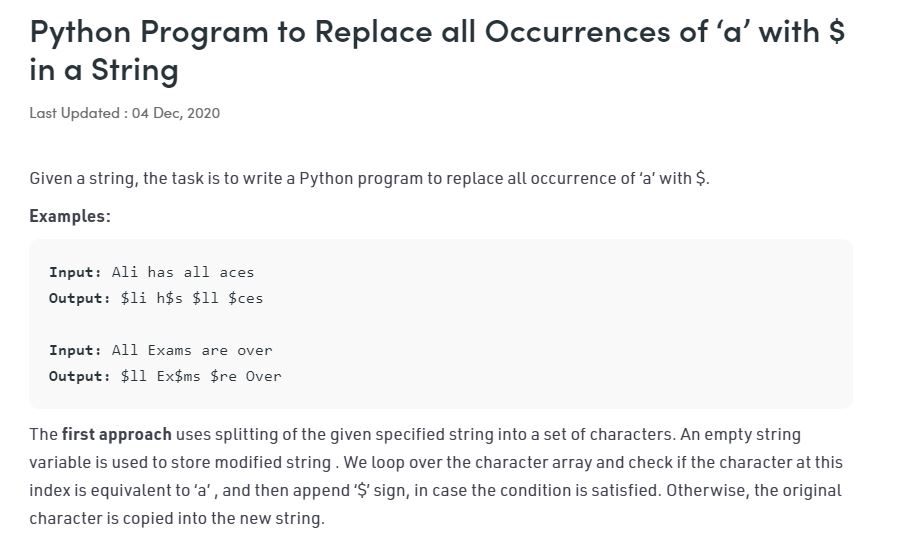 Python Program to Replace all Occurrences of ‘a’ with $
in a String
Last Updated : 04 Dec, 2020
Given a string, the task is to write a Python program to replace all occurrence of ‘a’ with $.
Examples:
Input: Ali has all aces
Output: $li h$s $ll $ces
Input: All Exams are over
Output: $ll Ex$ms $re Over
The first approach uses splitting of the given specified string into a set of characters. An empty string
variable is used to store modified string . We loop over the character array and check if the character at this
index is equivalent to ‘a’ , and then append ‘$’ sign, in case the condition is satisfied. Otherwise, the original
character is copied into the new string.